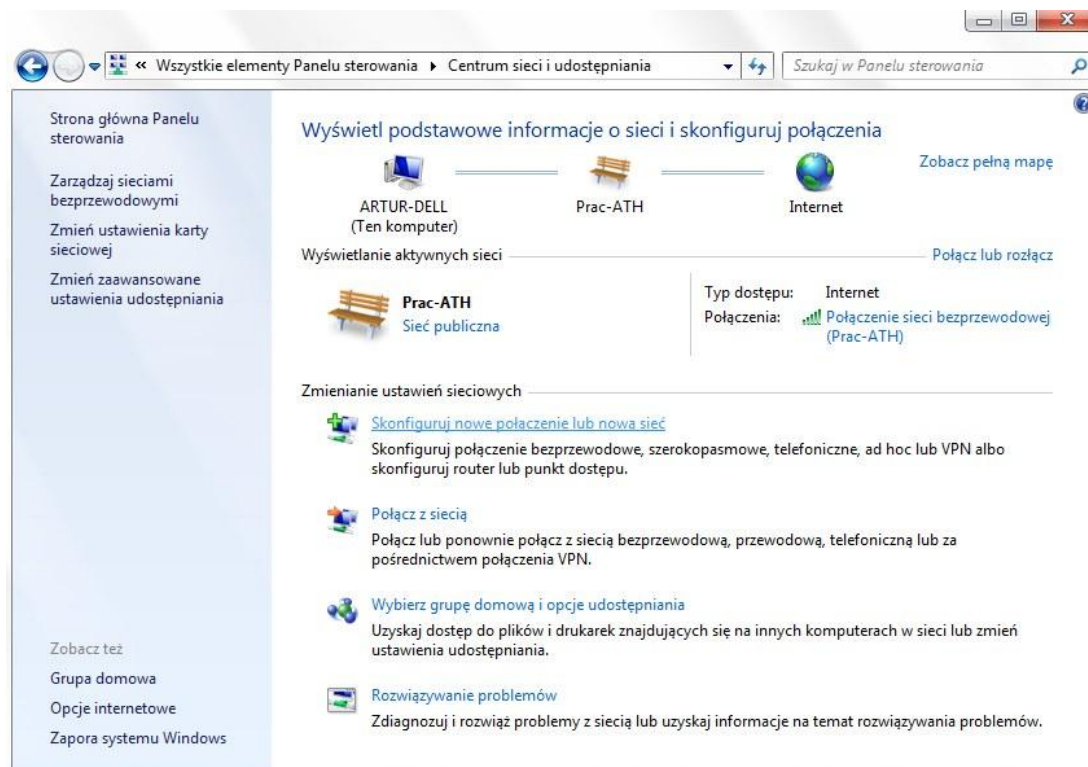 « Wszystkie elementy Panelu sterowania ▸ Centrum sieci i udostępniania
Szukaj w Panelu sterowania
Strona główna Panelu
sterowania
Zarządzaj sieciami
bezprzewodowymi
Zmień ustawienia karty
sieciowej
Zmień zaawansowane
ustawienia udostępniania
Zobacz też
Grupa domowa
Opcje internetowe
Zapora systemu Windows
Wyświetl podstawowe informacje o sieci i skonfiguruj połączenia
Zobacz pełną mapę
ARTUR-DELL
(Ten komputer)
Prac-ATH
Internet
Wyświetlanie aktywnych sieci
Połącz lub rozłącz
Prac-ATH
Sieć publiczna
Typ dostępu: Internet
Połączenia: Połączenie sieci bezprzewodowej
(Prac-ATH)
Zmienianie ustawień sieciowych
Skonfiguruj nowe połączenie lub nowa sieć
Skonfiguruj połączenie bezprzewodowe, szerokopasmowe, telefoniczne, ad hoc lub VPN albo
skonfiguruj router lub punkt dostępu.
Połącz z siecią
Połącz lub ponownie połącz z siecią bezprzewodową, przewodową, telefoniczną lub za
pośrednictwem połączenia VPN.
Wybierz grupę domową i opcje udostępniania
Uzyskaj dostęp do plików i drukarek znajdujących się na innych komputerach w sieci lub zmień
ustawienia udostępniania.
Rozwiązywanie problemów
Zdiagnozuj i rozwiąż problemy z siecią lub uzyskaj informacje na temat rozwiązywania problemów.